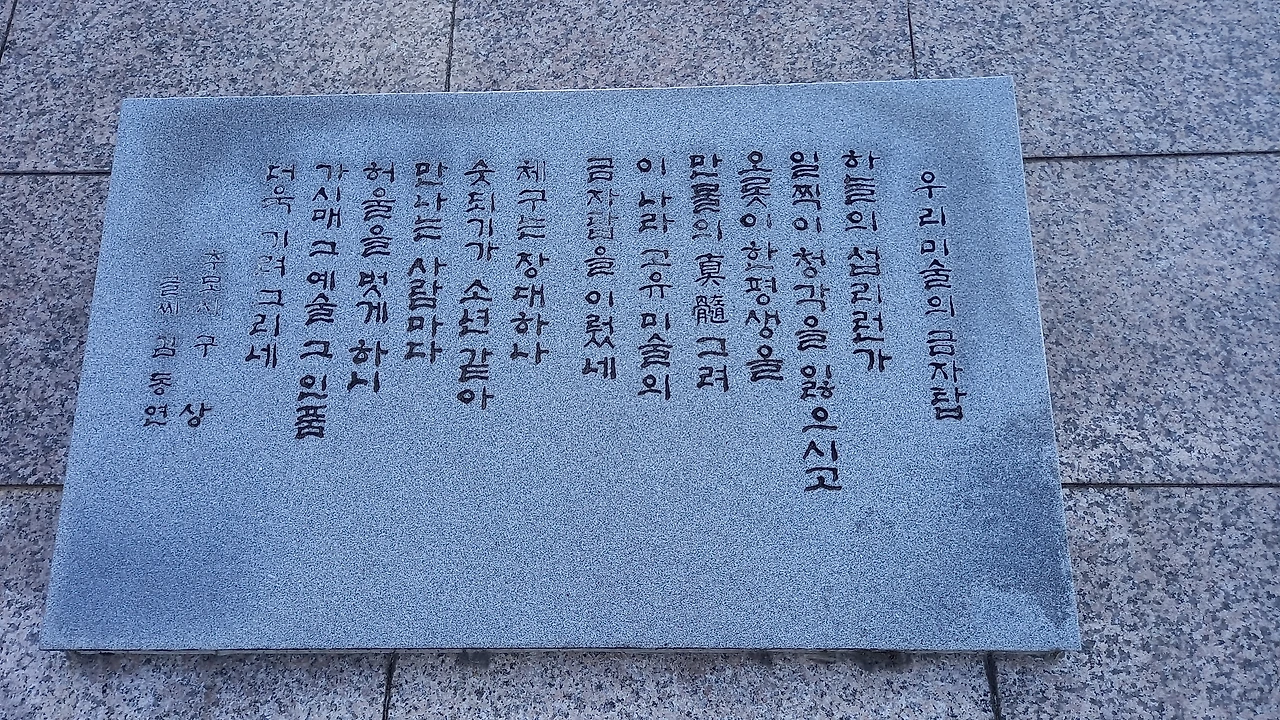 우리 미술의 금자탑
하늘의 섭리런가
일찍이 청각을 잃으시고
오롯이 한평생을
만물의 真髓 그려
이 나라 고유 미술의
금자탑을 이뤘네
체구는 장대하나
숫되기가 소년 같아
만나는 사람마다
허울을 벗게 하시
가시매 그 예술 그 인품
더욱 기려 그리네
추모시 구 상
글씨 김동연